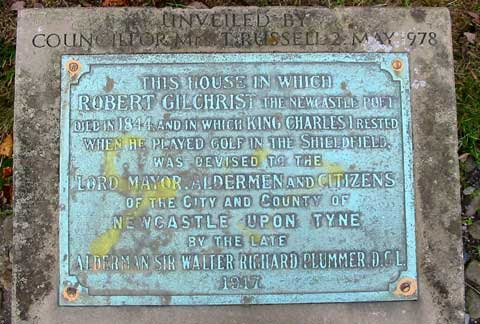 UNVEILED BY
COUNCILLOR Mrs T. RUSSELL 2 MAY 1978
THIS HOUSE IN WHICH
ROBERT GILCHRIST THE NEWCASTLE POET
DIED IN 1844, AND IN WHICH KING CHARLES I RESTED
WHEN HE PLAYED GOLF IN THE SHIELDFIELD,
WAS DEVISED TO THE
LORD MAYOR, ALDERMEN AND CITIZENS
OF THE CITY AND COUNTY OF
NEWCASTLE UPON TYNE
BY THE LATE
ALDERMAN SIR WALTER RICHARD PLUMMER D.C.L.
1917.